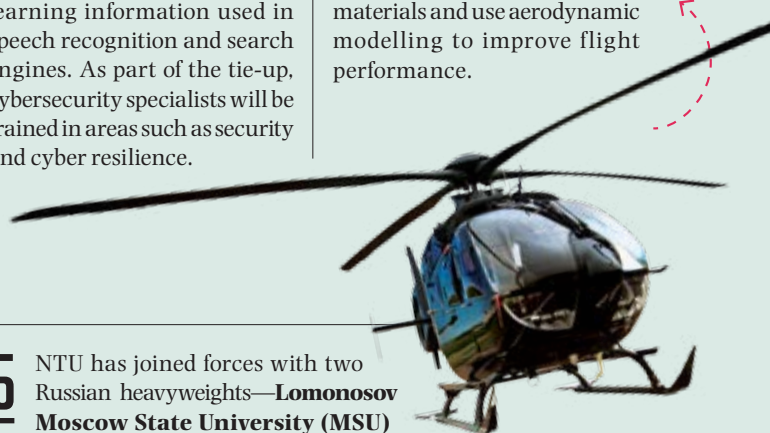 earning information used in
peech recognition and search
ngines. As part of the tie-up,
ybersecurity specialists will be
rained in areas such as security
nd cyber resilience.
materials and use aerodynamic
modelling to improve flight
performance.
5
NTU has joined forces with two
Russian heavyweights—Lomonosov
Moscow State University (MSU)